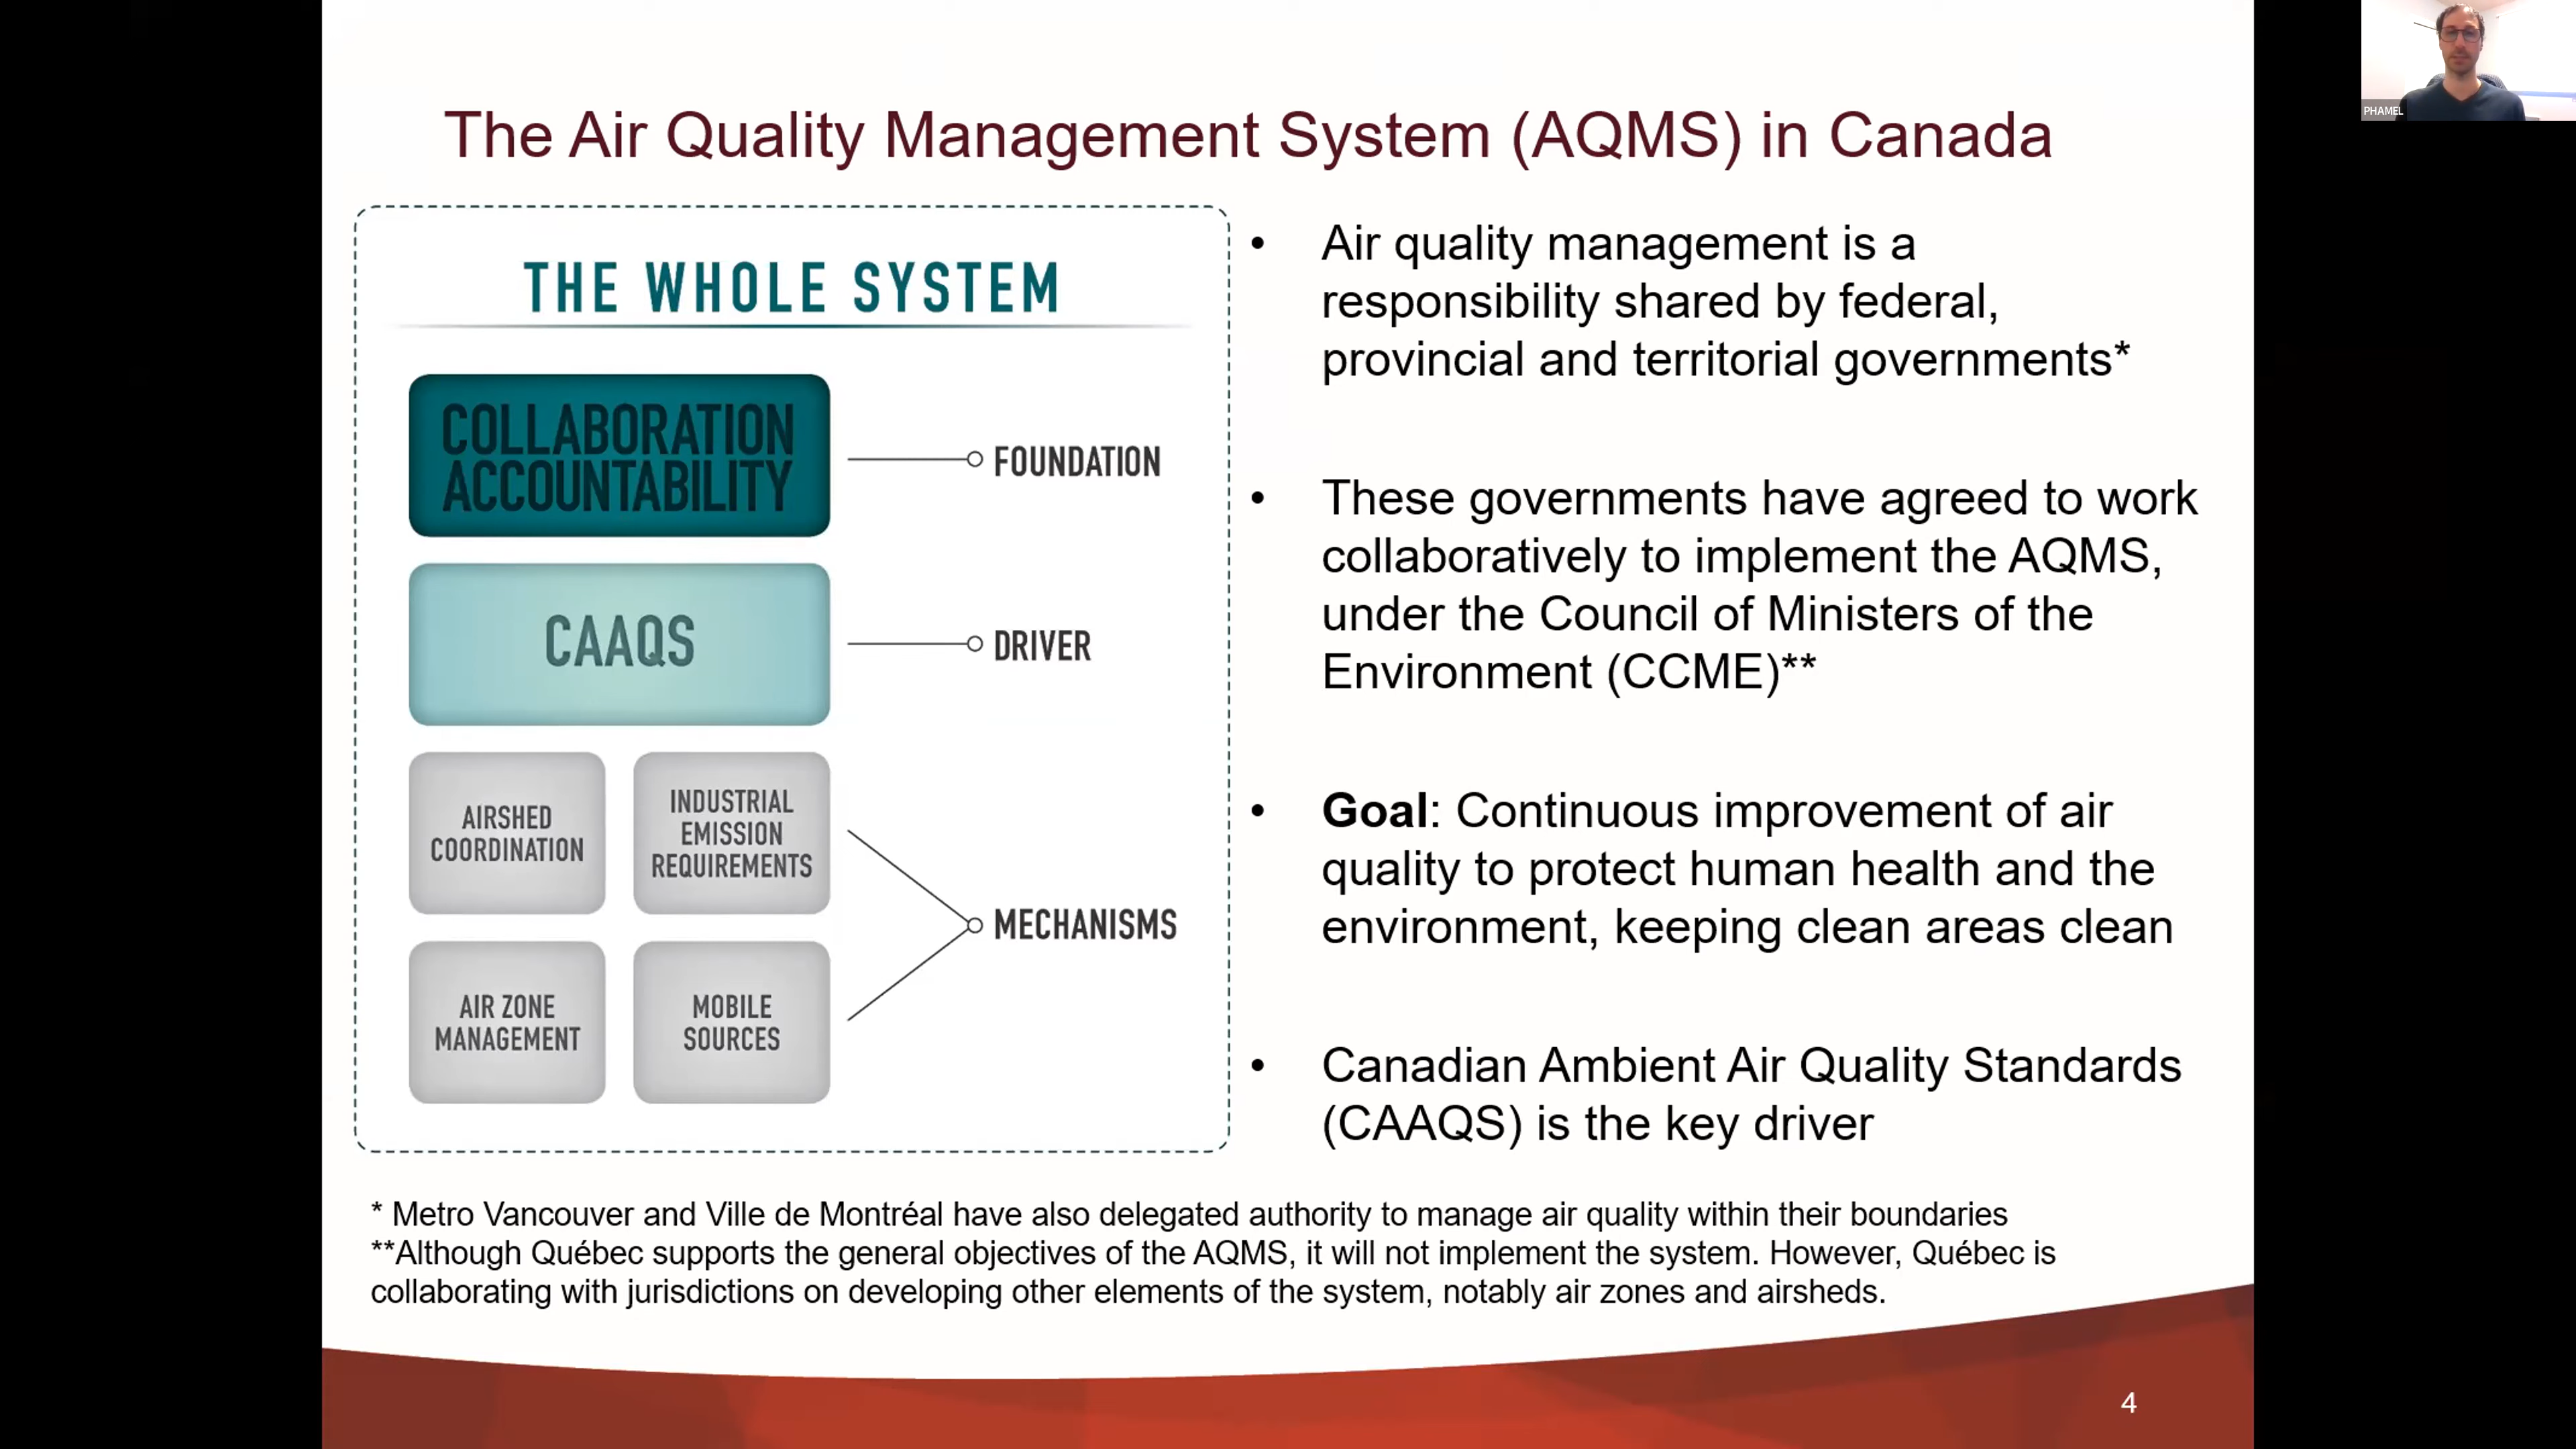 PHAMEL
The Air Quality Management System (AQMS) in Canada
THE WHOLE SYSTEM
COLLABORATION
ACCOUNTABILITY
FOUNDATION
CAAQS
DRIVER
AIRSHED
COORDINATION
INDUSTRIAL
EMISSION
REQUIREMENTS
MECHANISMS
AIR ZONE
MANAGEMENT
MOBILE
SOURCES
• Air quality management is a
responsibility shared by federal,
provincial and territorial governments*
• These governments have agreed to work
collaboratively to implement the AQMS,
under the Council of Ministers of the
Environment (CCME)**
• Goal: Continuous improvement of air
quality to protect human health and the
environment, keeping clean areas clean
• Canadian Ambient Air Quality Standards
(CAAQS) is the key driver
* Metro Vancouver and Ville de Montréal have also delegated authority to manage air quality within their boundaries
**Although Québec supports the general objectives of the AQMS, it will not implement the system. However, Québec is
collaborating with jurisdictions on developing other elements of the system, notably air zones and airsheds.
4